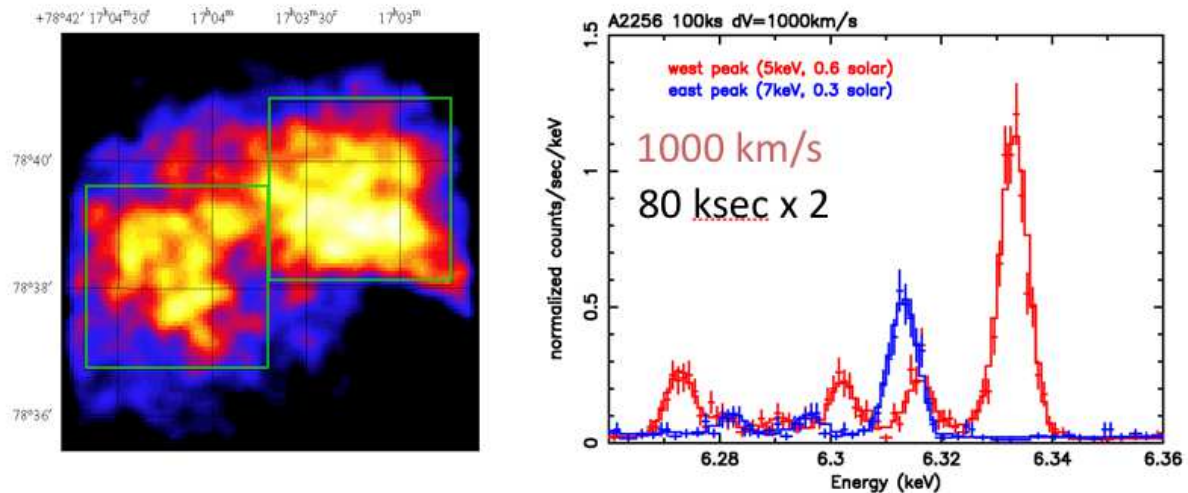 +78°42′ 17ʰ04ᵐ30ˢ 17ʰ04ᵐ 17ʰ03ᵐ30ˢ 17ʰ03ᵐ
78°40′
78°38′
78°36′
A2256 100ks dV=1000km/s
west peak (5keV, 0.6 solar)
east peak (7keV, 0.3 solar)
1000 km/s
80 ksec x 2
normalized counts/sec/keV
1.5
1
0.5
0
6.28 6.3 6.32 6.34 6.36
Energy (keV)